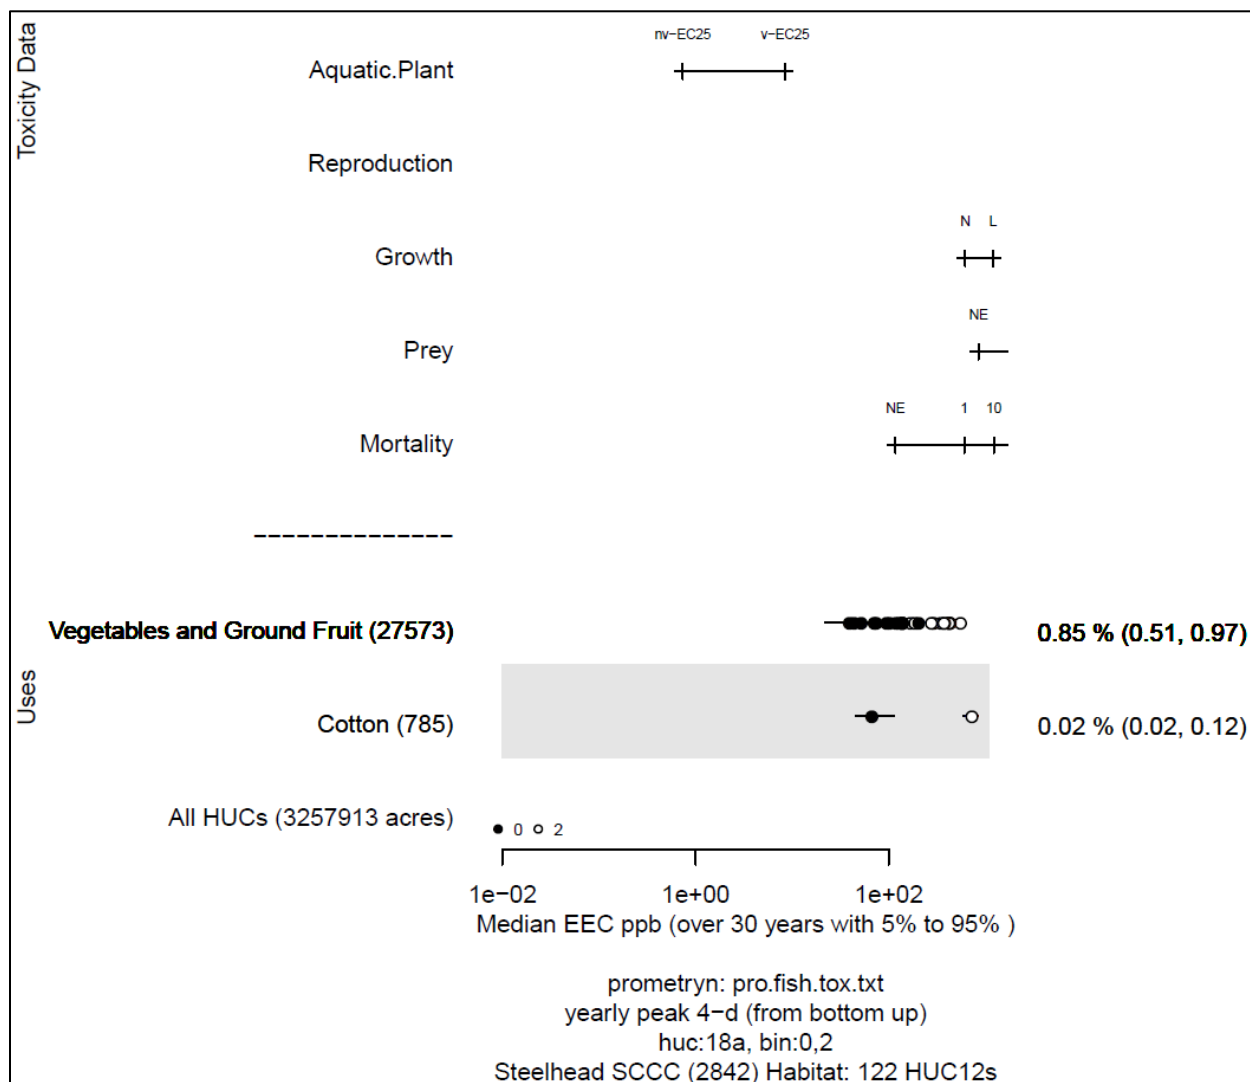 Toxicity Data
nv−EC25 v−EC25
Aquatic.Plant
Reproduction
N L
Growth
NE
Prey
NE 1 10
Mortality
−−−−−−−−−−−−−−
Vegetables and Ground Fruit (27573) 0.85 % (0.51, 0.97)
Uses
Cotton (785) 0.02 % (0.02, 0.12)
All HUCs (3257913 acres)
0 2
1e−02 1e+00 1e+02
Median EEC ppb (over 30 years with 5% to 95% )
prometryn: pro.fish.tox.txt
yearly peak 4−d (from bottom up)
huc:18a, bin:0,2
Steelhead SCCC (2842) Habitat: 122 HUC12s